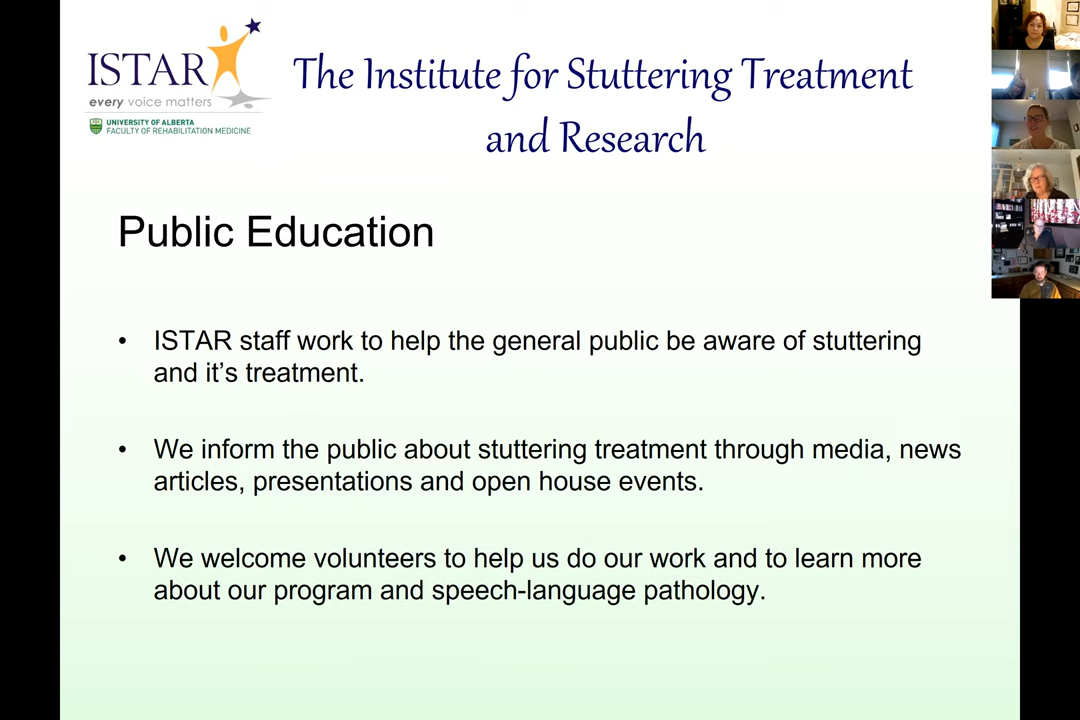 ISTAR
every voice matters
UNIVERSITY OF ALBERTA
FACULTY OF REHABILITATION MEDICINE
The Institute for Stuttering Treatment
and Research
Public Education
• ISTAR staff work to help the general public be aware of stuttering
and it’s treatment.
• We inform the public about stuttering treatment through media, news
articles, presentations and open house events.
• We welcome volunteers to help us do our work and to learn more
about our program and speech-language pathology.